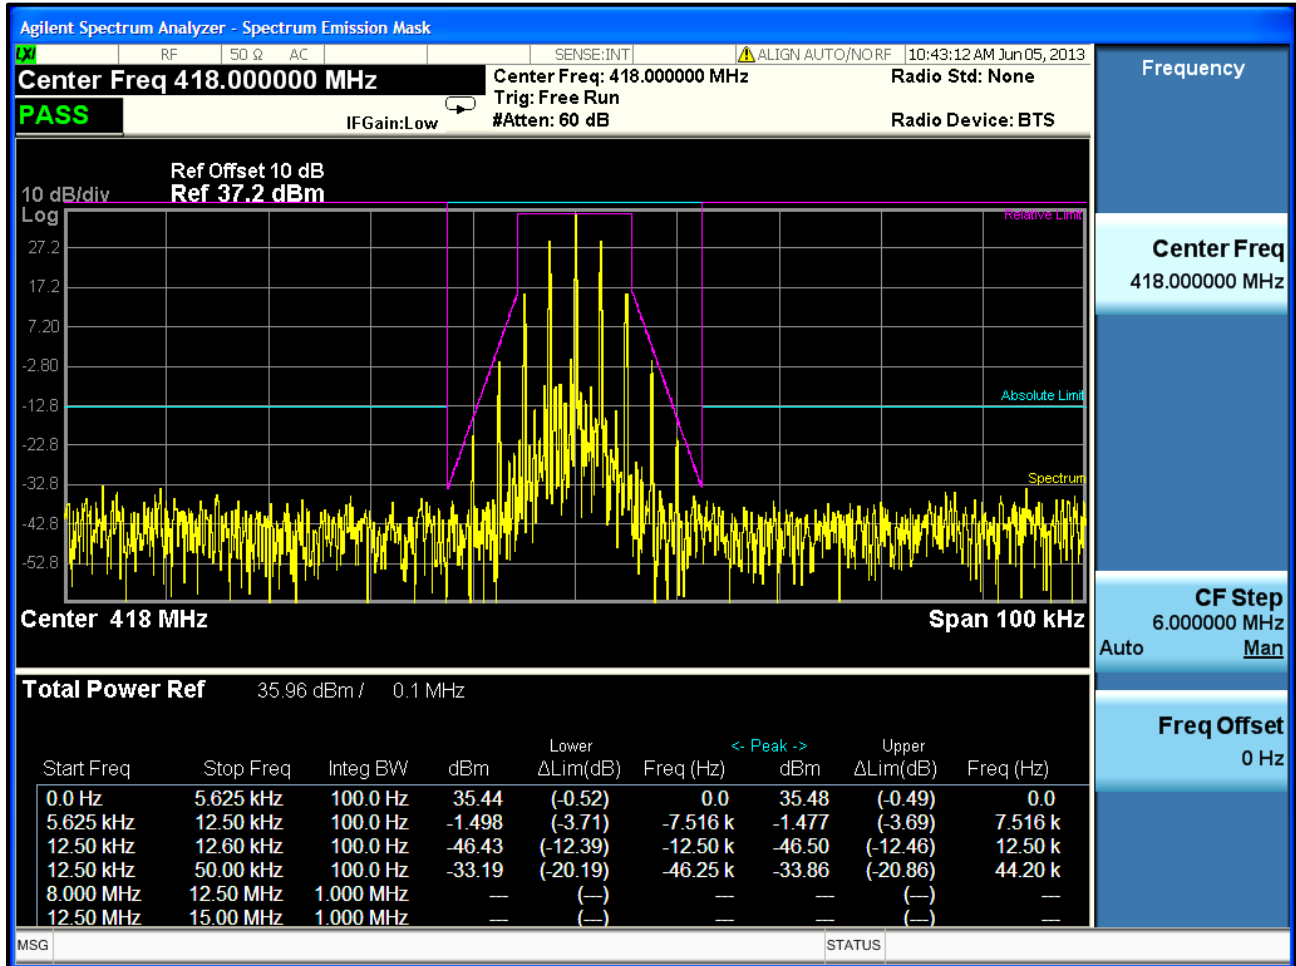 Agilent Spectrum Analyzer - Spectrum Emission Mask
LXI RF 50 Ω AC SENSE:INT ALIGN AUTO/NO RF 10:43:12 AM Jun 05, 2013
Center Freq 418.000000 MHz
Center Freq: 418.000000 MHz
Radio Std: None
Trig: Free Run
PASS
IFGain:Low
#Atten: 60 dB
Radio Device: BTS
Ref Offset 10 dB
10 dB/div Ref 37.2 dBm
Log
Relative Limit
27.2
17.2
7.20
-2.80
-12.8
Absolute Limit
-22.8
-32.8
Spectrum
-42.8
-52.8
Center 418 MHz
Span 100 kHz
Total Power Ref 35.96 dBm / 0.1 MHz
Lower <- Peak -> Upper
Start Freq Stop Freq Integ BW dBm ΔLim(dB) Freq (Hz) dBm ΔLim(dB) Freq (Hz)
0.0 Hz 5.625 kHz 100.0 Hz 35.44 (-0.52) 0.0 35.48 (-0.49) 0.0
5.625 kHz 12.50 kHz 100.0 Hz -1.498 (-3.71) -7.516 k -1.477 (-3.69) 7.516 k
12.50 kHz 12.60 kHz 100.0 Hz -46.43 (-12.39) -12.50 k -46.50 (-12.46) 12.50 k
12.50 kHz 50.00 kHz 100.0 Hz -33.19 (-20.19) -46.25 k -33.86 (-20.86) 44.20 k
8.000 MHz 12.50 MHz 1.000 MHz --- (---) --- --- (---) ---
12.50 MHz 15.00 MHz 1.000 MHz --- (---) --- --- (---) ---
MSG
STATUS
Frequency
Center Freq
418.000000 MHz
CF Step
6.000000 MHz
Auto Man
Freq Offset
0 Hz